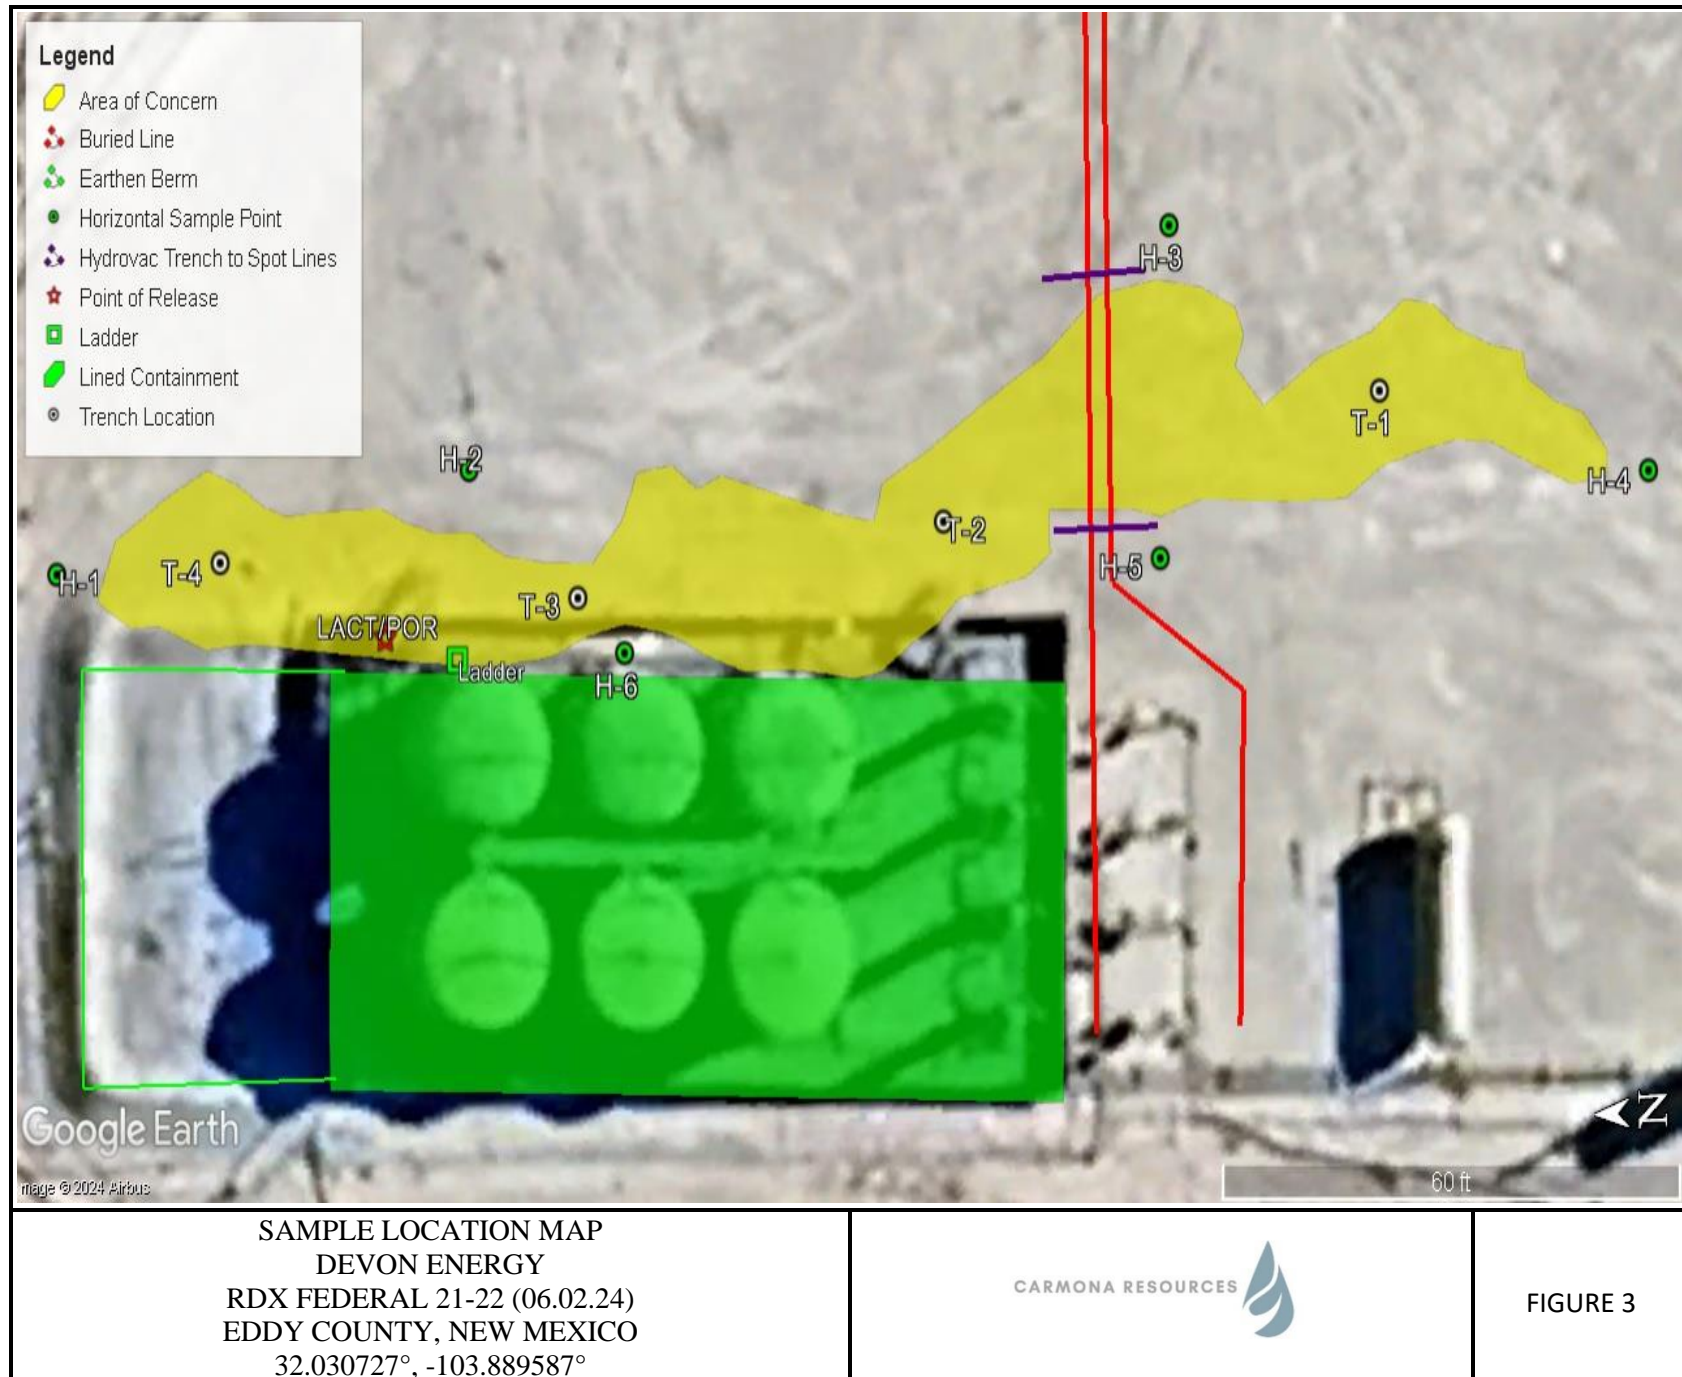 Legend
Area of Concern
Buried Line
Earthen Berm
Horizontal Sample Point
Hydrovac Trench to Spot Lines
Point of Release
Ladder
Lined Containment
Trench Location
H-3
T-1
H-2
H-4
T-2
H-5
T-4
H-1
T-3
LACT/POR
Ladder
H-6
Google Earth
mage © 2024 Airbus
N
60 ft
SAMPLE LOCATION MAP
DEVON ENERGY
RDX FEDERAL 21-22 (06.02.24)
EDDY COUNTY, NEW MEXICO
32.030727°, -103.889587°
CARMONA RESOURCES
FIGURE 3